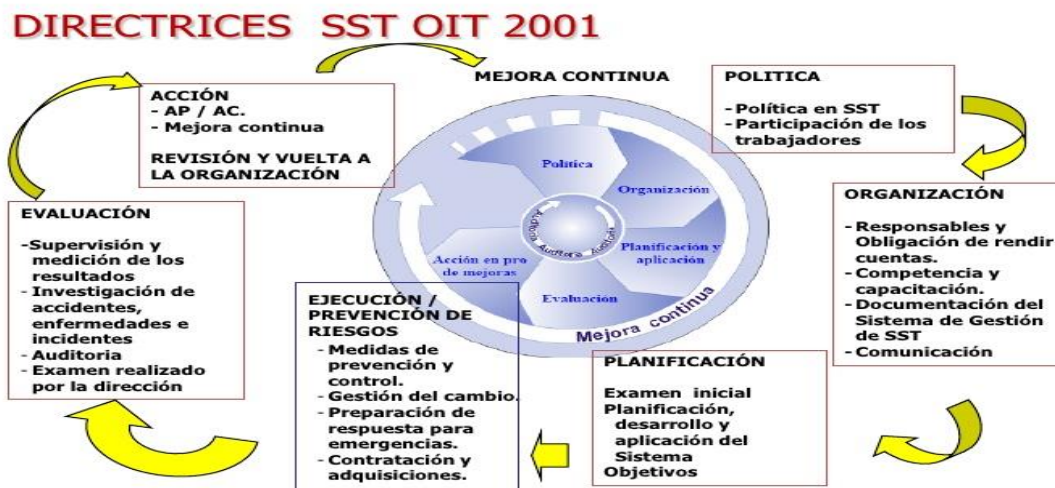 DIRECTRICES SST OIT 2001
MEJORA CONTINUA
POLITICA
-Política en SST
-Participación de los
trabajadores
ORGANIZACIÓN
-Responsables y
Obligación de rendir
cuentas.
-Competencia y
capacitación.
-Documentación del
Sistema de Gestión
de SST
-Comunicación
PLANIFICACIÓN
Examen inicial
Planificación,
desarrollo y
aplicación del
Sistema
Objetivos
EJECUCIÓN /
PREVENCIÓN DE
RIESGOS
- Medidas de
prevención y
control.
- Gestión del cambio.
- Preparación de
respuesta para
emergencias.
- Contratación y
adquisiciones.
EVALUACIÓN
-Supervisión y
medición de los
resultados
- Investigación de
accidentes,
enfermedades e
incidentes
- Auditoria
- Examen realizado
por la dirección
ACCIÓN
- AP / AC.
- Mejora continua
REVISIÓN Y VUELTA A
LA ORGANIZACIÓN
Política
Organización
Planificación y
aplicación
Evaluación
Acción en pro
de mejoras
Auditoria Auditoria Auditoria
Mejora continua